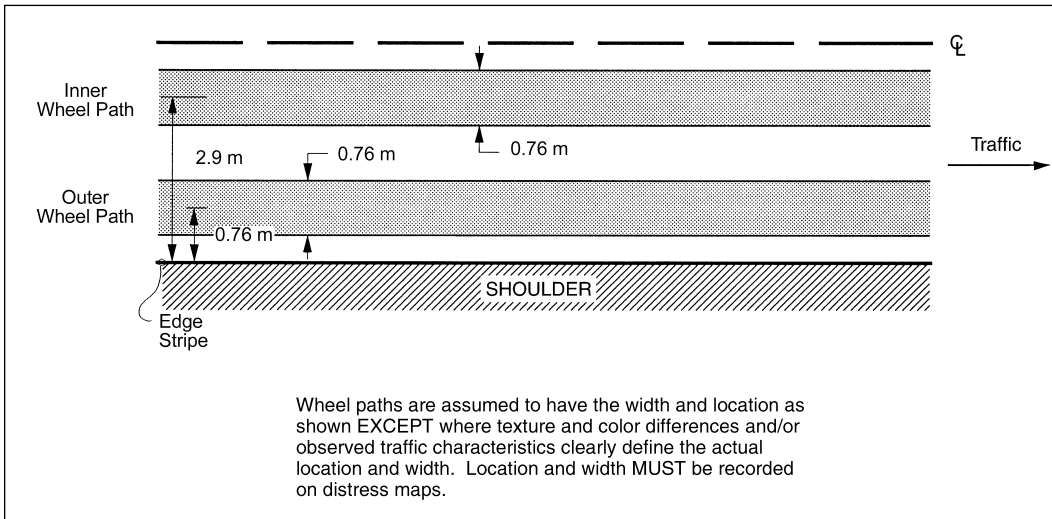 ℄
Inner
Wheel Path
0.76 m
0.76 m
2.9 m
Traffic
Outer
Wheel Path
0.76 m
SHOULDER
Edge
Stripe
Wheel paths are assumed to have the width and location as
shown EXCEPT where texture and color differences and/or
observed traffic characteristics clearly define the actual
location and width.  Location and width MUST be recorded
on distress maps.